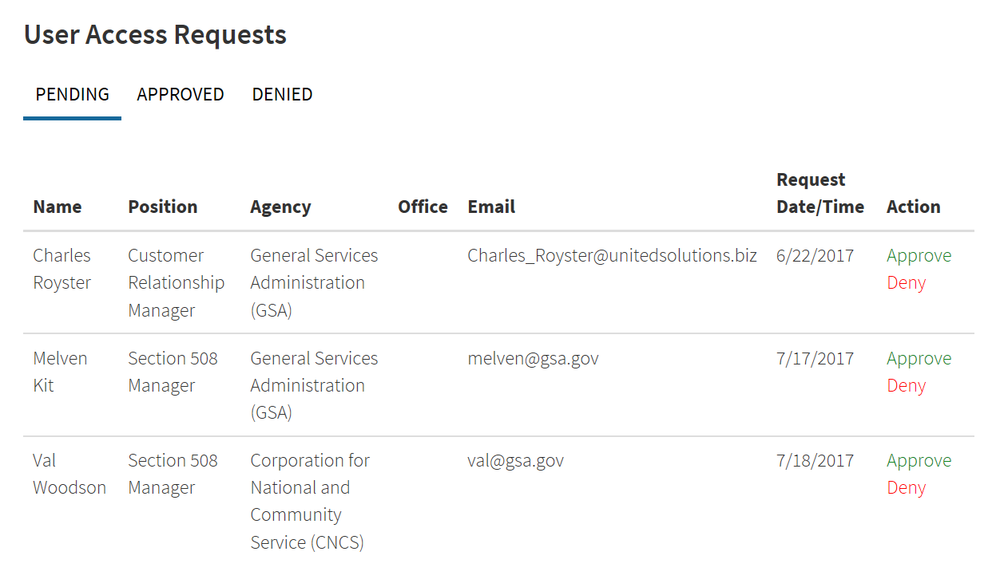 User Access Requests
PENDING APPROVED DENIED
Request
Name Position Agency Office Email Date/Time Action
Charles Customer General Services Charles_Royster@unitedsolutions.biz 6/22/2017 Approve
Royster Relationship Administration Deny
Manager (GSA)
Melven Section 508 General Services melven@gsa.gov 7/17/2017 Approve
Kit Manager Administration Deny
(GSA)
Val Section 508 Corporation for val@gsa.gov 7/18/2017 Approve
Woodson Manager National and Deny
Community
Service (CNCS)